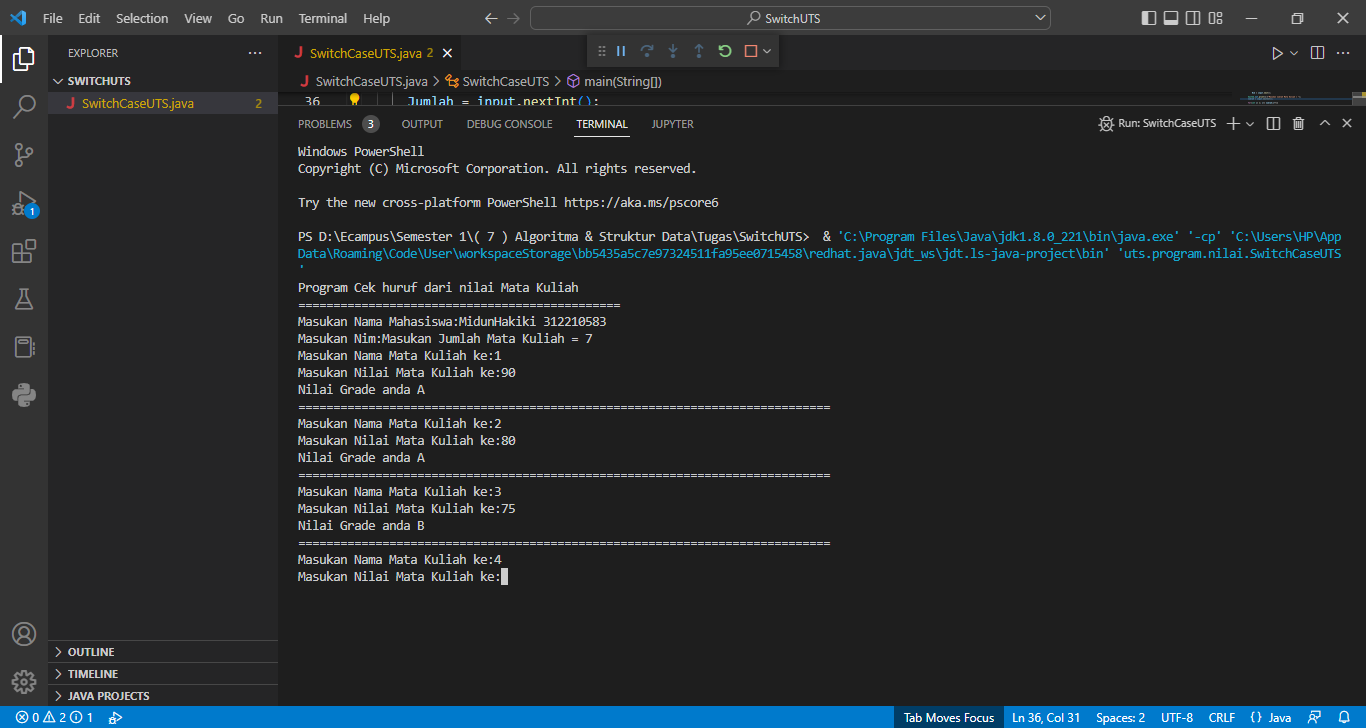 File Edit Selection View Go Run Terminal Help SwitchUTS
EXPLORER
SWITCHUTS
SwitchCaseUTS.java 2
OUTLINE
TIMELINE
JAVA PROJECTS
SwitchCaseUTS.java 2
SwitchCaseUTS.java > SwitchCaseUTS > main(String[])
36 Jumlah = input.nextInt();
PROBLEMS 3 OUTPUT DEBUG CONSOLE TERMINAL JUPYTER Run: SwitchCaseUTS
Windows PowerShell
Copyright (C) Microsoft Corporation. All rights reserved.
Try the new cross-platform PowerShell https://aka.ms/pscore6
PS D:\Ecampus\Semester 1\( 7 ) Algoritma & Struktur Data\Tugas\SwitchUTS>  & 'C:\Program Files\Java\jdk1.8.0_221\bin\java.exe' '-cp' 'C:\Users\HP\App
Data\Roaming\Code\User\workspaceStorage\bb5435a5c7e97324511fa95ee0715458\redhat.java\jdt_ws\jdt.ls-java-project\bin' 'uts.program.nilai.SwitchCaseUTS
'
Program Cek huruf dari nilai Mata Kuliah
==============================================
Masukan Nama Mahasiswa:MidunHakiki 312210583
Masukan Nim:Masukan Jumlah Mata Kuliah = 7
Masukan Nama Mata Kuliah ke:1
Masukan Nilai Mata Kuliah ke:90
Nilai Grade anda A
============================================================================
Masukan Nama Mata Kuliah ke:2
Masukan Nilai Mata Kuliah ke:80
Nilai Grade anda A
============================================================================
Masukan Nama Mata Kuliah ke:3
Masukan Nilai Mata Kuliah ke:75
Nilai Grade anda B
============================================================================
Masukan Nama Mata Kuliah ke:4
Masukan Nilai Mata Kuliah ke:
1
0 2 1 Tab Moves Focus Ln 36, Col 31 Spaces: 2 UTF-8 CRLF {} Java